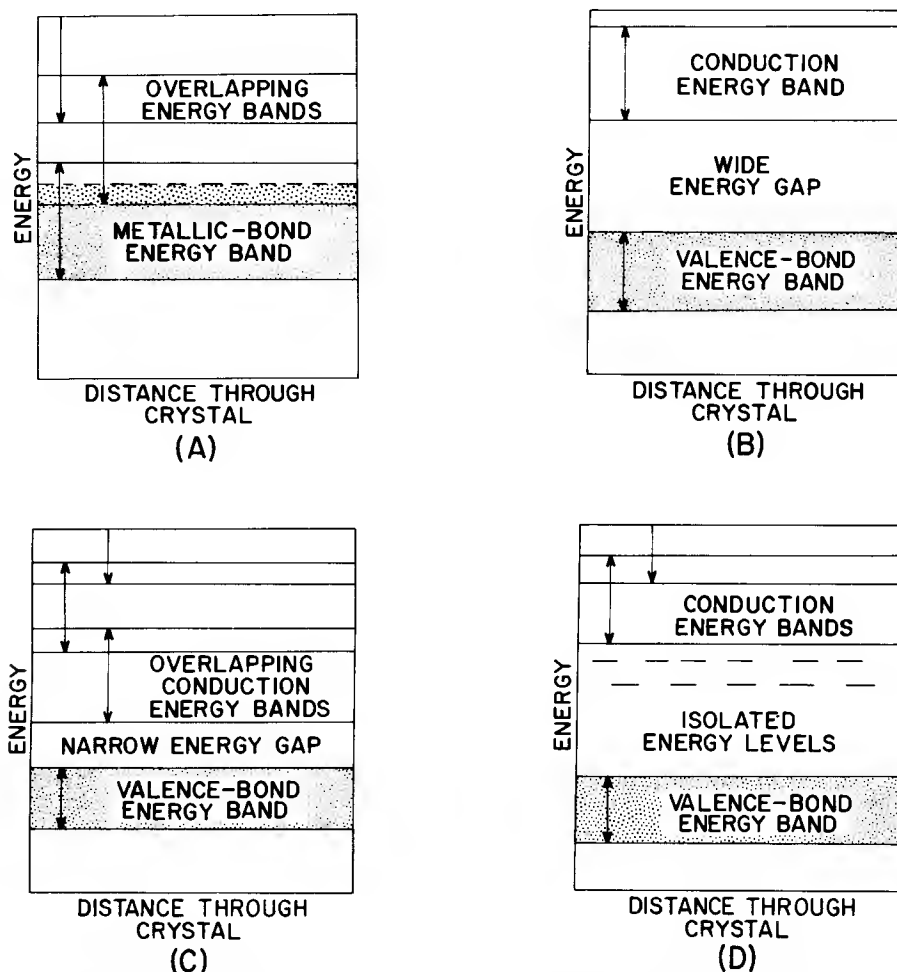 ENERGY
OVERLAPPING
ENERGY BANDS
METALLIC-BOND
ENERGY BAND
DISTANCE THROUGH
CRYSTAL
(A)
ENERGY
CONDUCTION
ENERGY BAND
WIDE
ENERGY GAP
VALENCE-BOND
ENERGY BAND
DISTANCE THROUGH
CRYSTAL
(B)
ENERGY
OVERLAPPING
CONDUCTION
ENERGY BANDS
NARROW ENERGY GAP
VALENCE-BOND
ENERGY BAND
DISTANCE THROUGH
CRYSTAL
(C)
ENERGY
CONDUCTION
ENERGY BANDS
ISOLATED
ENERGY LEVELS
VALENCE-BOND
ENERGY BAND
DISTANCE THROUGH
CRYSTAL
(D)